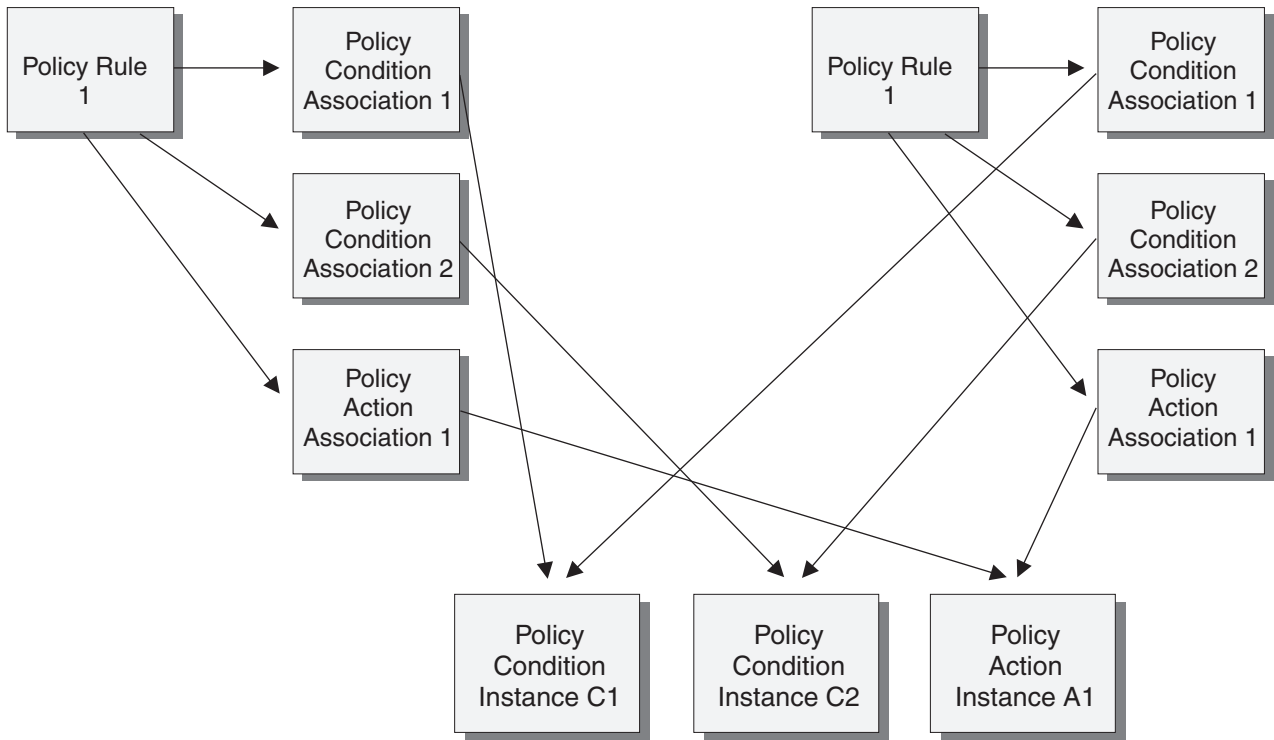 Policy Rule
1
Policy
Condition
Association 1
Policy
Condition
Association 2
Policy
Action
Association 1
Policy Rule
1
Policy
Condition
Association 1
Policy
Condition
Association 2
Policy
Action
Association 1
Policy
Condition
Instance C1
Policy
Condition
Instance C2
Policy
Action
Instance A1